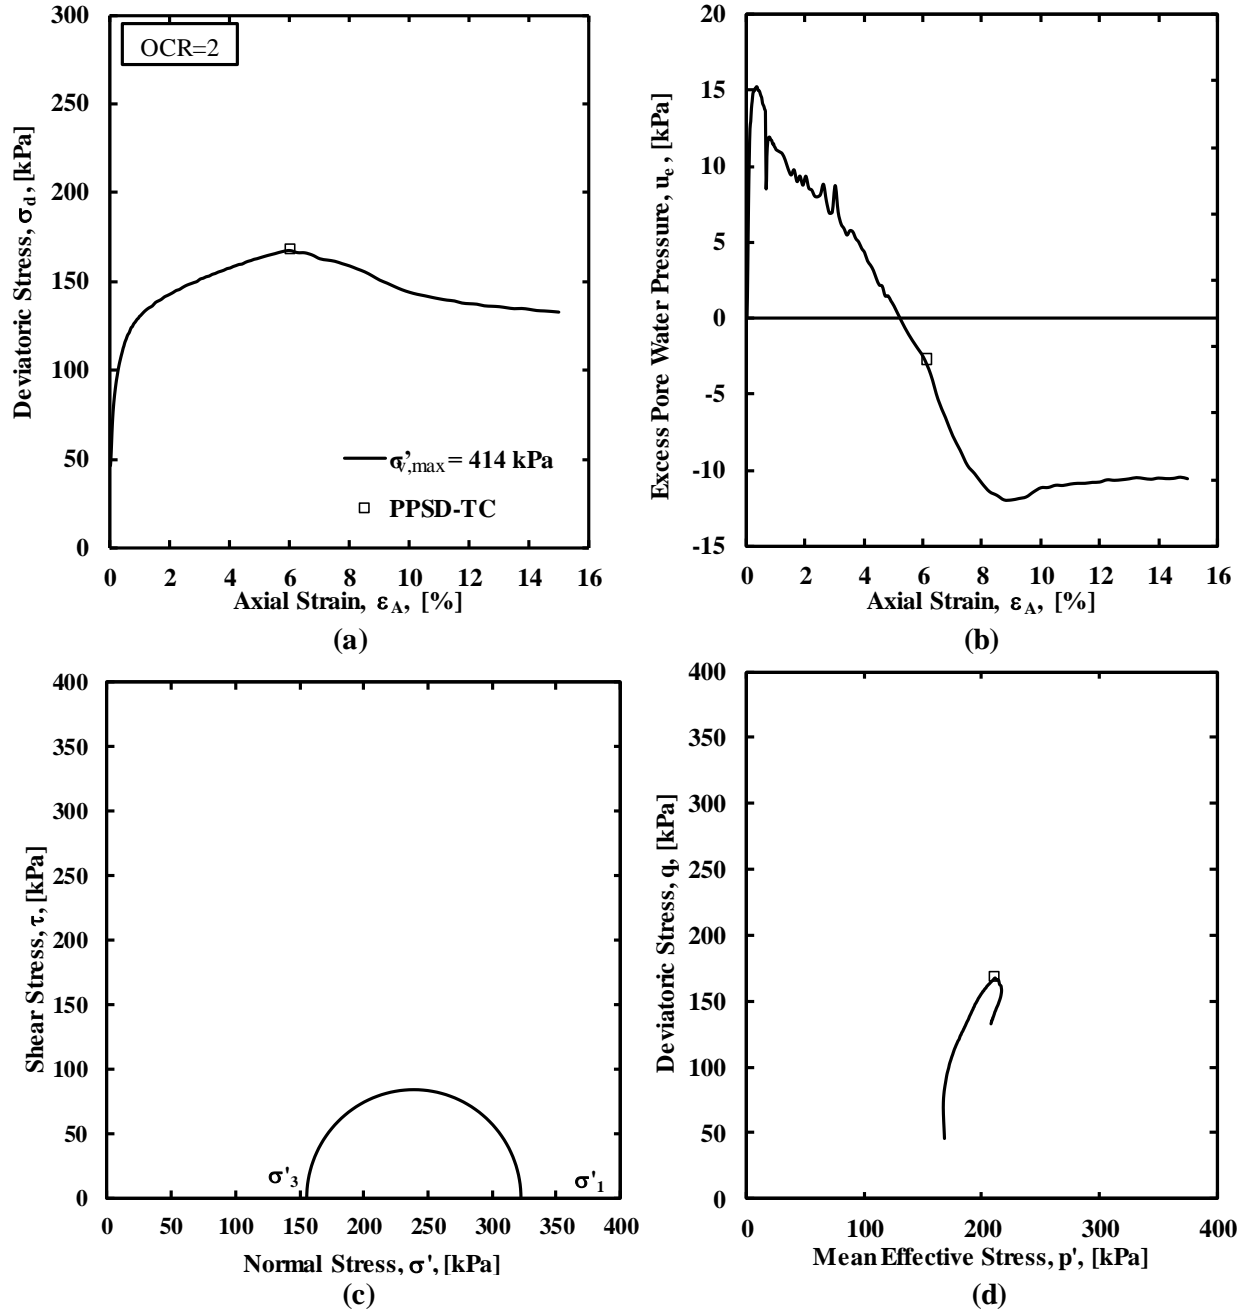 300
250
200
150
100
50
0
Deviatoric Stress, σd, [kPa]
OCR=2
σ'v,max = 414 kPa
PPSD-TC
0 2 4 6 8 10 12 14 16
Axial Strain, εA, [%]
(a)
20
15
10
5
0
-5
-10
-15
Excess Pore Water Pressure, ue, [kPa]
0 2 4 6 8 10 12 14 16
Axial Strain, εA, [%]
(b)
400
350
300
250
200
150
100
50
0
Shear Stress, τ, [kPa]
σ'3
σ'1
0 50 100 150 200 250 300 350 400
Normal Stress, σ', [kPa]
(c)
400
350
300
250
200
150
100
50
0
Deviatoric Stress, q, [kPa]
0 100 200 300 400
Mean Effective Stress, p', [kPa]
(d)